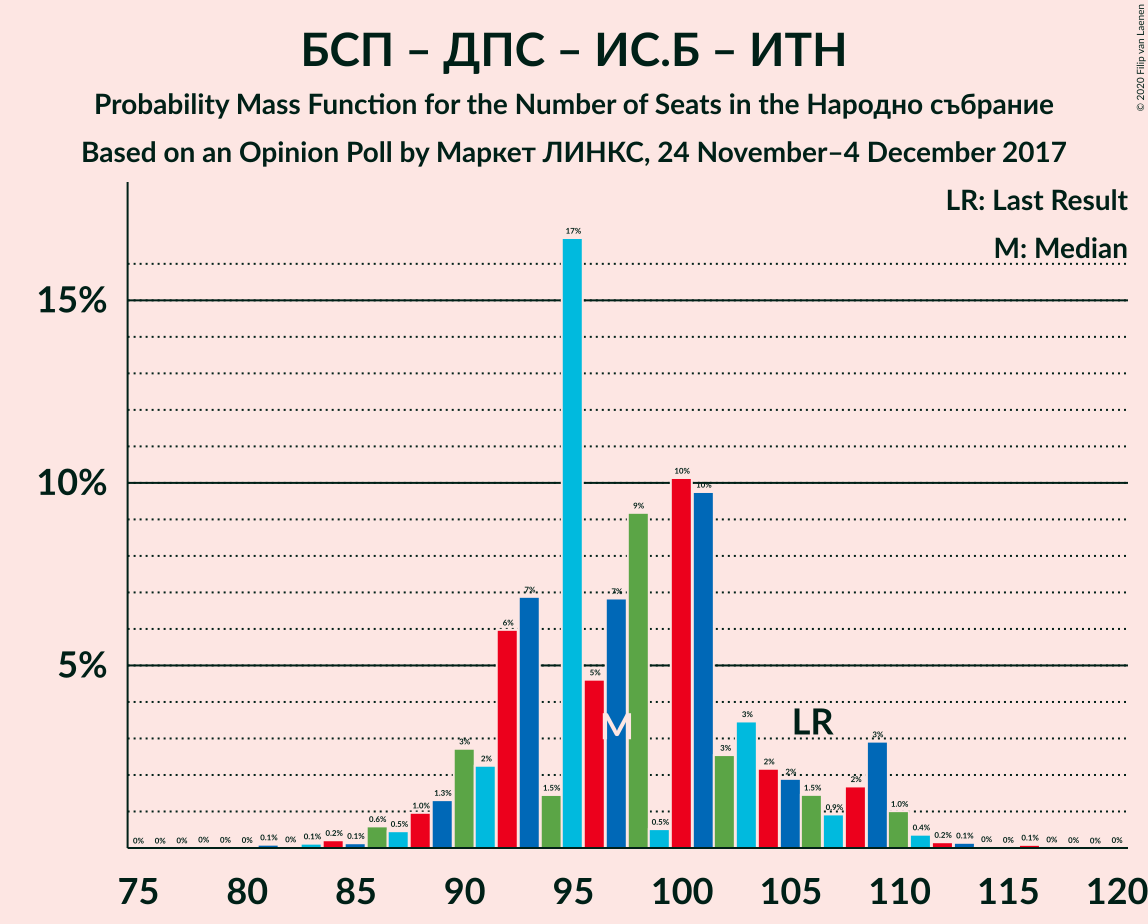 БСП – ДПС – ИС.Б – ИТН
Probability Mass Function for the Number of Seats in the Народно събрание
Based on an Opinion Poll by Маркет ЛИНКС, 24 November–4 December 2017
© 2020 Filip van Laenen
LR: Last Result
M: Median
15%
10%
5%
0% 0% 0% 0% 0% 0% 0.1% 0% 0.1% 0.2% 0.1% 0.6% 0.5% 1.0% 1.3% 3% 2% 6% 7% 1.5% 17% 5% 7% 9% 0.5% 10% 10% 3% 3% 2% 2% 1.5% 0.9% 2% 3% 1.0% 0.4% 0.2% 0.1% 0% 0% 0.1% 0% 0% 0% 0%
M
LR
75 80 85 90 95 100 105 110 115 120